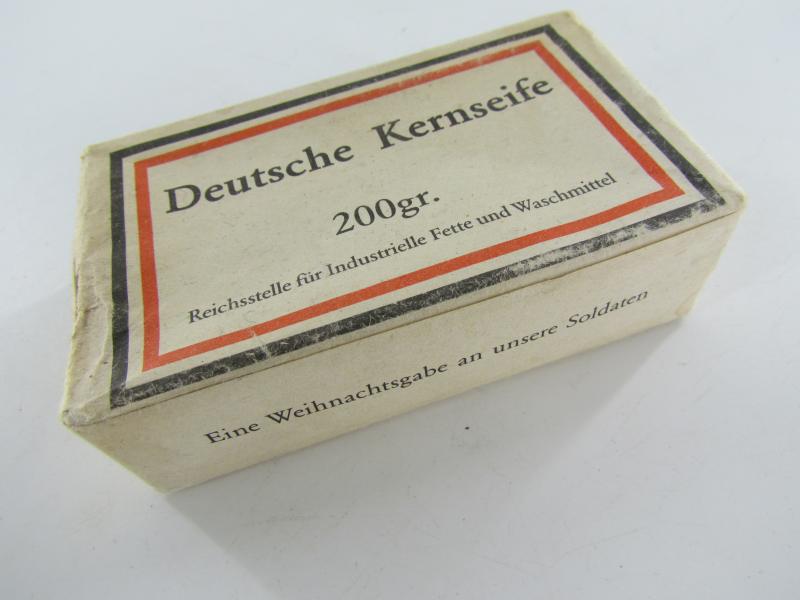 Deutsche Kernseife
200gr.
Reichsstelle für Industrielle Fette und Waschmittel
Eine Weihnachtsgabe an unsere Soldaten